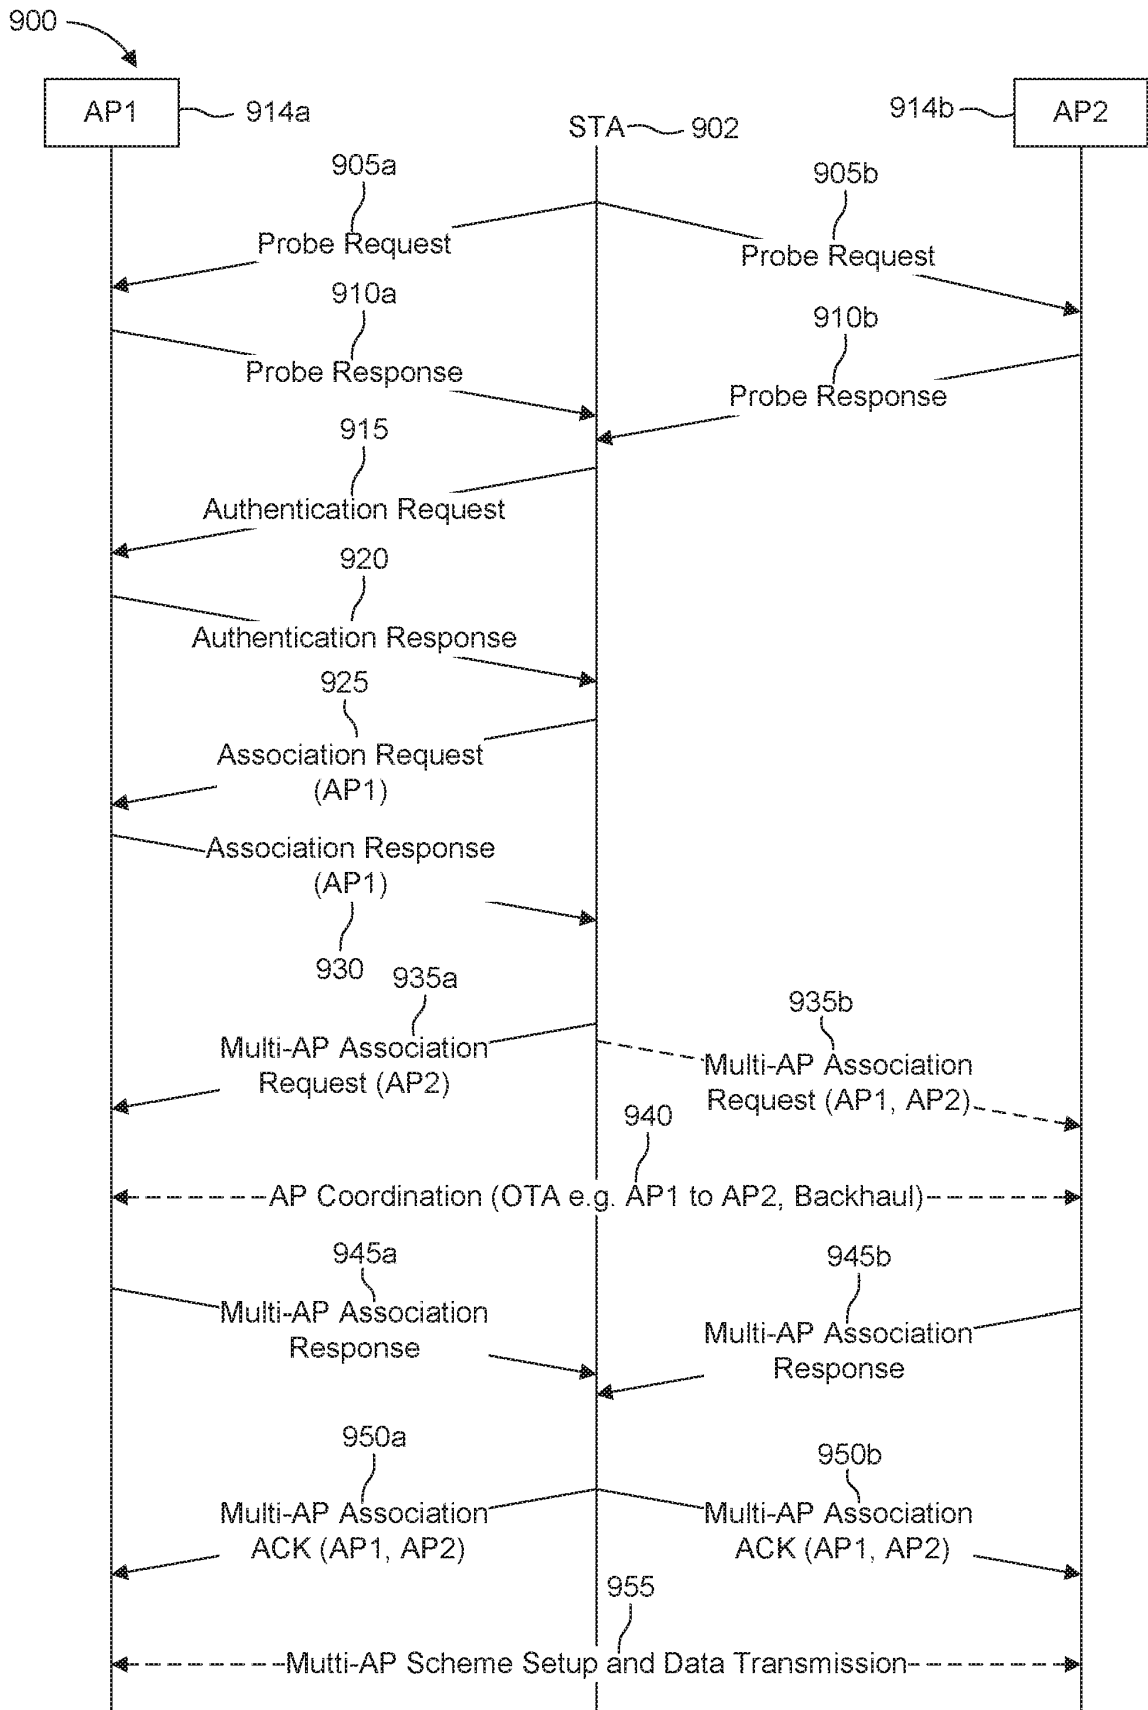 900
AP1
914a
STA
902
914b
AP2
905a
905b
Probe Request
Probe Request
910a
910b
Probe Response
Probe Response
915
Authentication Request
920
Authentication Response
925
Association Request
(AP1)
Association Response
(AP1)
930
935a
935b
Multi-AP Association
Request (AP2)
Multi-AP Association
Request (AP1, AP2)
940
AP Coordination (OTA e.g. AP1 to AP2, Backhaul)
945a
945b
Multi-AP Association
Response
Multi-AP Association
Response
950a
950b
Multi-AP Association
ACK (AP1, AP2)
Multi-AP Association
ACK (AP1, AP2)
955
Mutti-AP Scheme Setup and Data Transmission